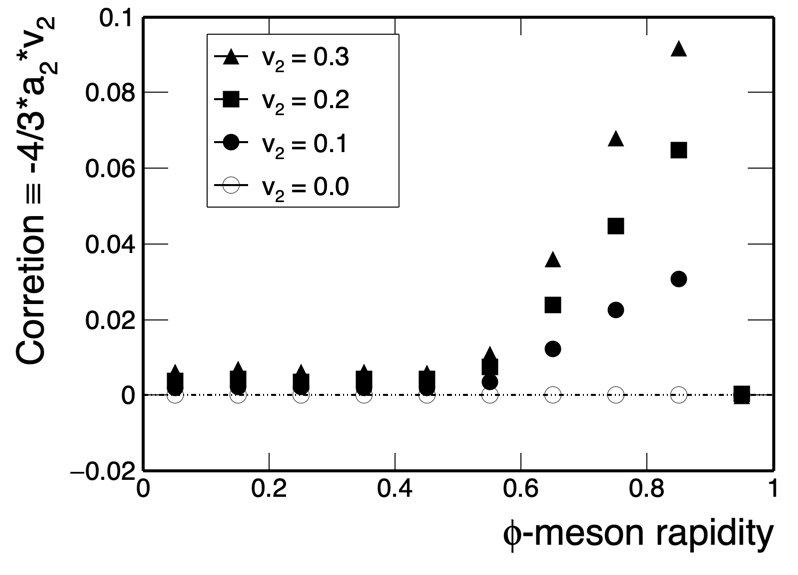 0.1
0.08
0.06
0.04
0.02
0
−0.02
Corretion ≡ -4/3*a₂*v₂
v₂ = 0.3
v₂ = 0.2
v₂ = 0.1
v₂ = 0.0
0 0.2 0.4 0.6 0.8 1
ϕ-meson rapidity